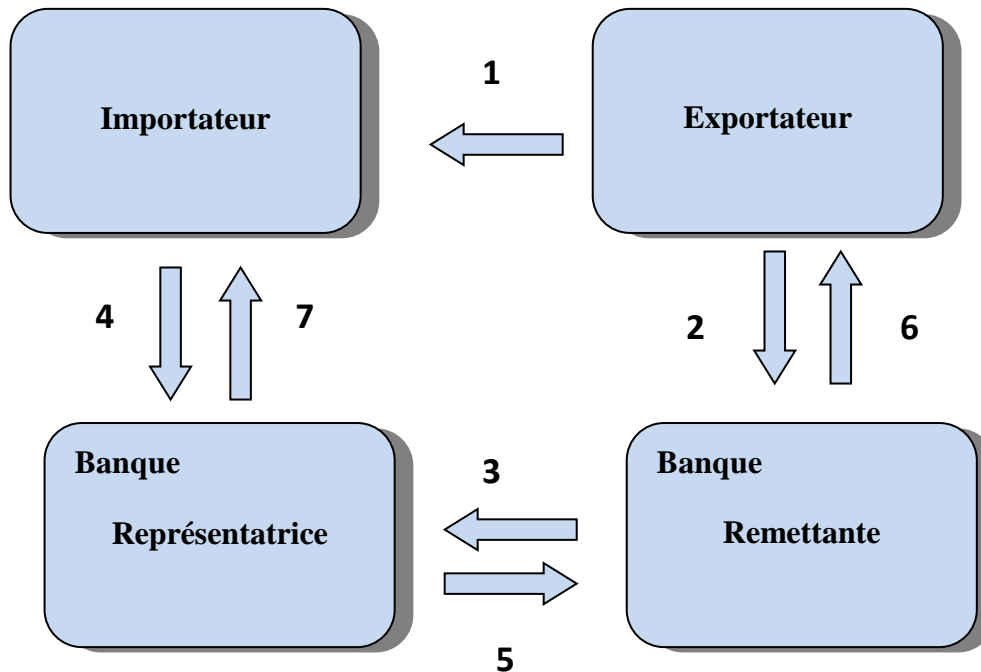 1
Importateur
Exportateur
4
7
2
6
Banque
Représentatrice
3
Banque
Remettante
5